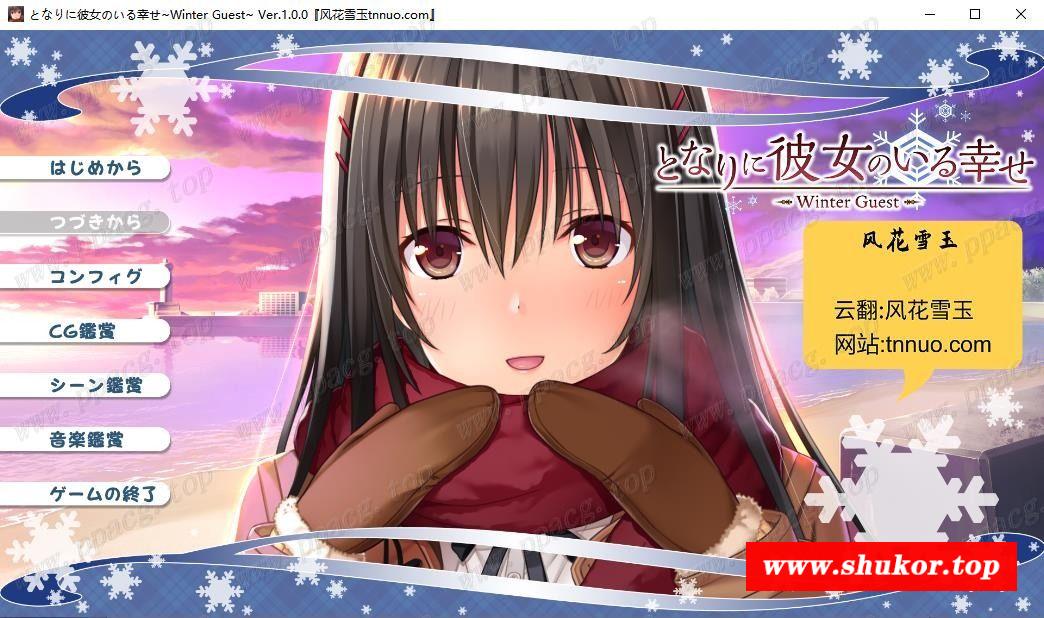 となりに彼女のいる幸せ~Winter Guest~ Ver.1.0.0『风花雪玉tnnuo.com』
となりに彼女のいる幸せ
Winter Guest
はじめから
つづきから
コンフィグ
CG鑑賞
シーン鑑賞
音楽鑑賞
ゲームの終了
风花雪玉
云翻:风花雪玉
网站:tnnuo.com
www.shukor.top
www.ppacg.top